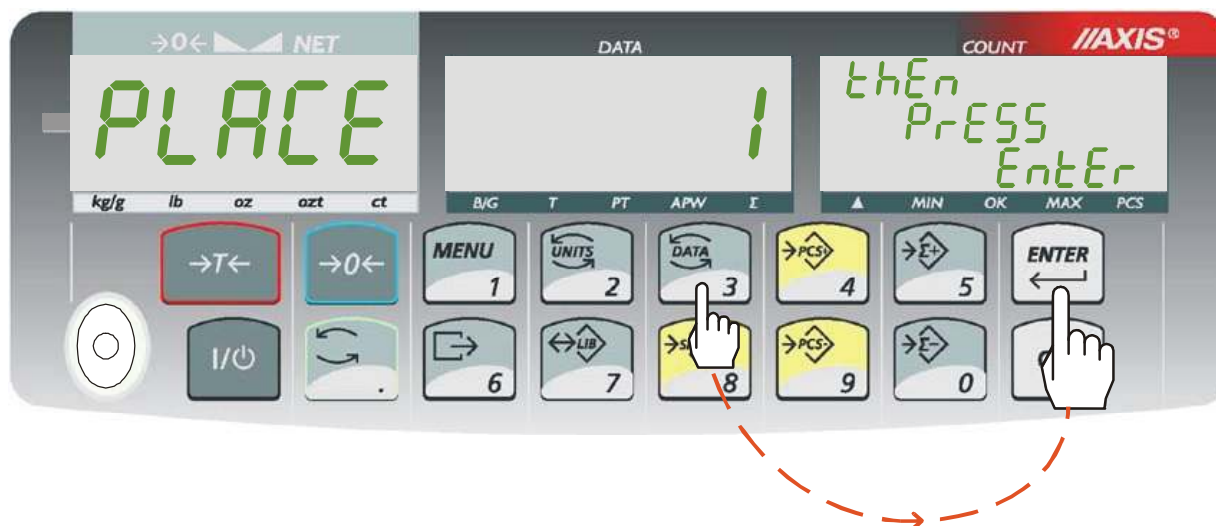 →0← NET
DATA
COUNT
//AXIS®
PLACE
1
thEn
PrESS
EntEr
kg/g lb oz ozt ct
B/G T PT APW Σ
▲ MIN OK MAX PCS
→T←
→0←
MENU 1
UNITS 2
DATA 3
→PCS+ 4
→Σ+ 5
ENTER
I/⏻
.
6
↔LIB 7
8
→PCS- 9
→Σ- 0